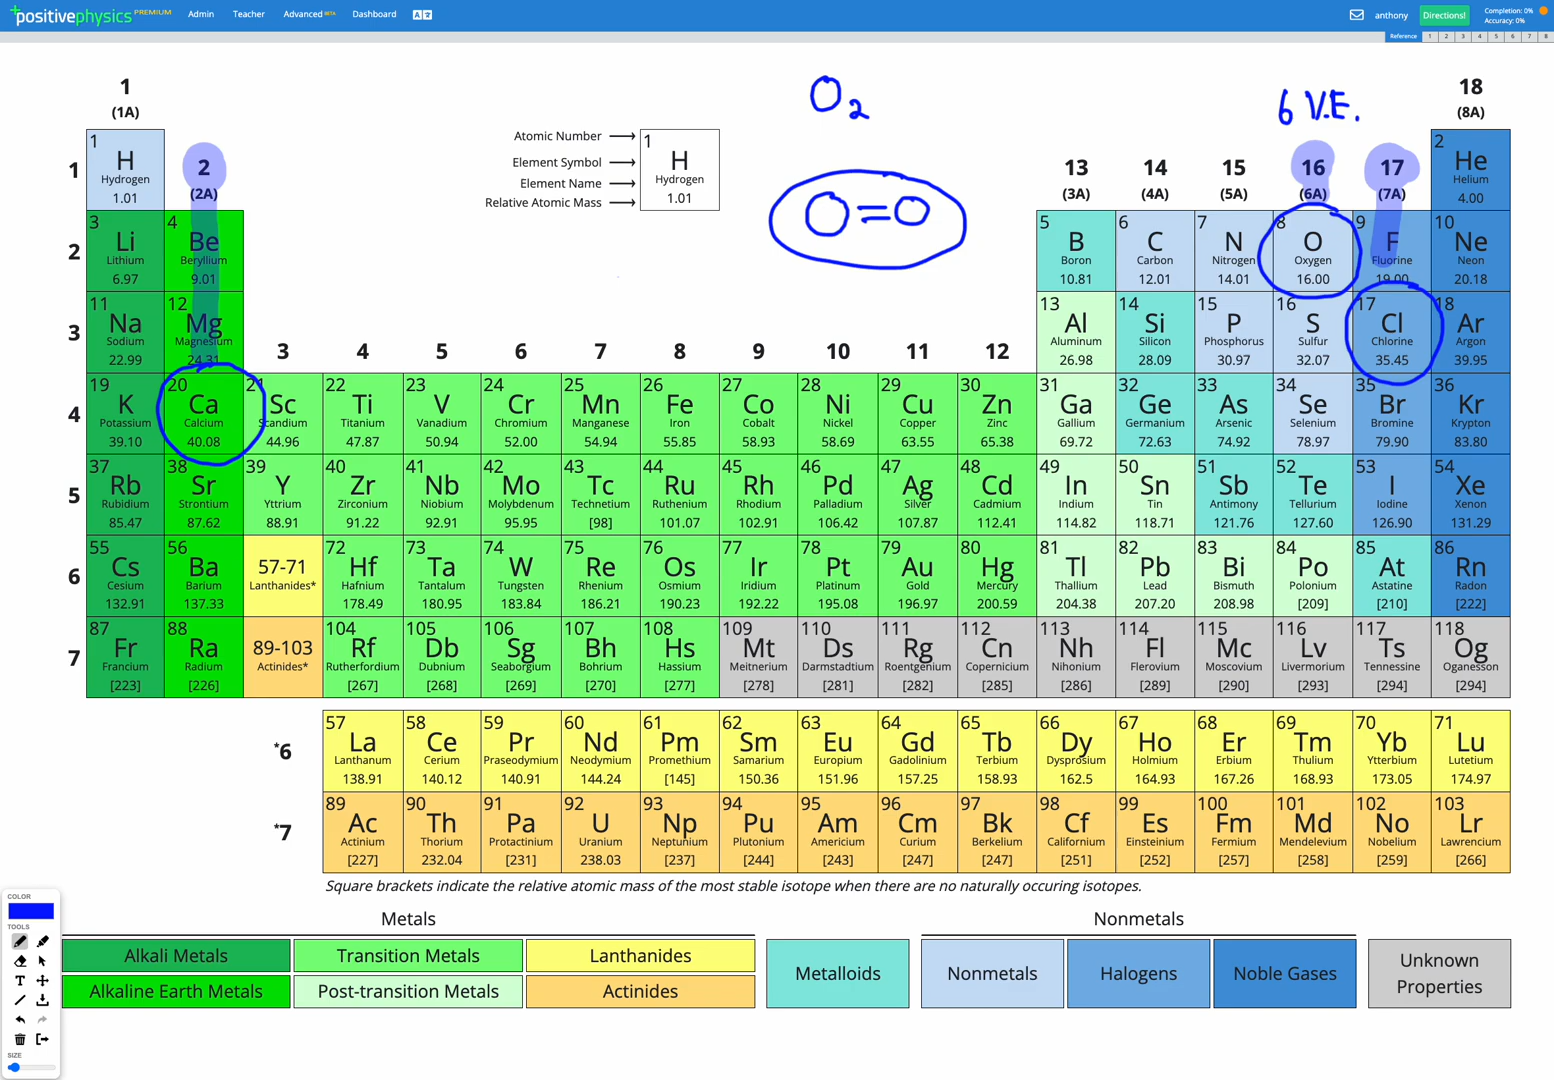 positivephysics PREMIUM Admin Teacher Advanced BETA Dashboard A anthony Directions! Completion: 0%
Accuracy: 0%
Reference 1 2 3 4 5 6 7 8
O2
6 V.E.
O=O
1 18
(1A) (8A)
Atomic Number
Element Symbol
Element Name
Relative Atomic Mass
1
H
Hydrogen
1.01
2 13 14 15 16 17
(2A) (3A) (4A) (5A) (6A) (7A)
1
1 2
H He
Hydrogen Helium
1.01 4.00
2
3 4 5 6 7 8 9 10
Li Be B C N O F Ne
Lithium Beryllium Boron Carbon Nitrogen Oxygen Fluorine Neon
6.97 9.01 10.81 12.01 14.01 16.00 19.00 20.18
3
11 12 13 14 15 16 17 18
Na Mg Al Si P S Cl Ar
Sodium Magnesium Aluminum Silicon Phosphorus Sulfur Chlorine Argon
22.99 24.31 26.98 28.09 30.97 32.07 35.45 39.95
3 4 5 6 7 8 9 10 11 12
4
19 20 21 22 23 24 25 26 27 28 29 30 31 32 33 34 35 36
K Ca Sc Ti V Cr Mn Fe Co Ni Cu Zn Ga Ge As Se Br Kr
Potassium Calcium Scandium Titanium Vanadium Chromium Manganese Iron Cobalt Nickel Copper Zinc Gallium Germanium Arsenic Selenium Bromine Krypton
39.10 40.08 44.96 47.87 50.94 52.00 54.94 55.85 58.93 58.69 63.55 65.38 69.72 72.63 74.92 78.97 79.90 83.80
5
37 38 39 40 41 42 43 44 45 46 47 48 49 50 51 52 53 54
Rb Sr Y Zr Nb Mo Tc Ru Rh Pd Ag Cd In Sn Sb Te I Xe
Rubidium Strontium Yttrium Zirconium Niobium Molybdenum Technetium Ruthenium Rhodium Palladium Silver Cadmium Indium Tin Antimony Tellurium Iodine Xenon
85.47 87.62 88.91 91.22 92.91 95.95 [98] 101.07 102.91 106.42 107.87 112.41 114.82 118.71 121.76 127.60 126.90 131.29
6
55 56 57-71 72 73 74 75 76 77 78 79 80 81 82 83 84 85 86
Cs Ba Hf Ta W Re Os Ir Pt Au Hg Tl Pb Bi Po At Rn
Cesium Barium Lanthanides* Hafnium Tantalum Tungsten Rhenium Osmium Iridium Platinum Gold Mercury Thallium Lead Bismuth Polonium Astatine Radon
132.91 137.33 178.49 180.95 183.84 186.21 190.23 192.22 195.08 196.97 200.59 204.38 207.20 208.98 [209] [210] [222]
7
87 88 89-103 104 105 106 107 108 109 110 111 112 113 114 115 116 117 118
Fr Ra Rf Db Sg Bh Hs Mt Ds Rg Cn Nh Fl Mc Lv Ts Og
Francium Radium Actinides* Rutherfordium Dubnium Seaborgium Bohrium Hassium Meitnerium Darmstadtium Roentgenium Copernicium Nihonium Flerovium Moscovium Livermorium Tennessine Oganesson
[223] [226] [267] [268] [269] [270] [277] [278] [281] [282] [285] [286] [289] [290] [293] [294] [294]
*6
57 58 59 60 61 62 63 64 65 66 67 68 69 70 71
La Ce Pr Nd Pm Sm Eu Gd Tb Dy Ho Er Tm Yb Lu
Lanthanum Cerium Praseodymium Neodymium Promethium Samarium Europium Gadolinium Terbium Dysprosium Holmium Erbium Thulium Ytterbium Lutetium
138.91 140.12 140.91 144.24 [145] 150.36 151.96 157.25 158.93 162.5 164.93 167.26 168.93 173.05 174.97
*7
89 90 91 92 93 94 95 96 97 98 99 100 101 102 103
Ac Th Pa U Np Pu Am Cm Bk Cf Es Fm Md No Lr
Actinium Thorium Protactinium Uranium Neptunium Plutonium Americium Curium Berkelium Californium Einsteinium Fermium Mendelevium Nobelium Lawrencium
[227] 232.04 [231] 238.03 [237] [244] [243] [247] [247] [251] [252] [257] [258] [259] [266]
Square brackets indicate the relative atomic mass of the most stable isotope when there are no naturally occuring isotopes.
Metals Nonmetals
Alkali Metals Transition Metals Lanthanides
Alkaline Earth Metals Post-transition Metals Actinides
Metalloids Nonmetals Halogens Noble Gases
Unknown
Properties
COLOR
TOOLS
T
SIZE